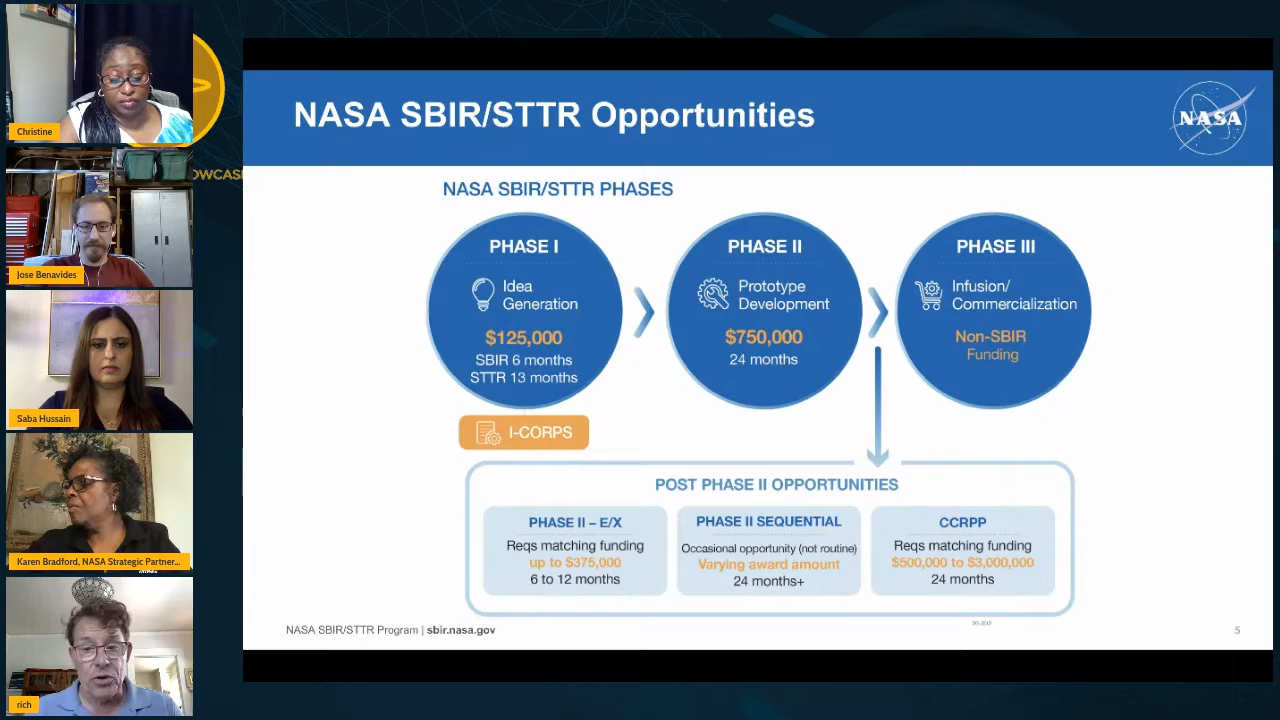 Christine
Jose Benavides
Saba Hussain
Karen Bradford, NASA Strategic Partner...
rich
OWCAS
NASA SBIR/STTR Opportunities
NASA
NASA SBIR/STTR PHASES
PHASE I
Idea
Generation
$125,000
SBIR 6 months
STTR 13 months
I-CORPS
PHASE II
Prototype
Development
$750,000
24 months
PHASE III
Infusion/
Commercialization
Non-SBIR
Funding
POST PHASE II OPPORTUNITIES
PHASE II – E/X
Reqs matching funding
up to $375,000
6 to 12 months
PHASE II SEQUENTIAL
Occasional opportunity (not routine)
Varying award amount
24 months+
CCRPP
Reqs matching funding
$500,000 to $3,000,000
24 months
NASA SBIR/STTR Program | sbir.nasa.gov
5